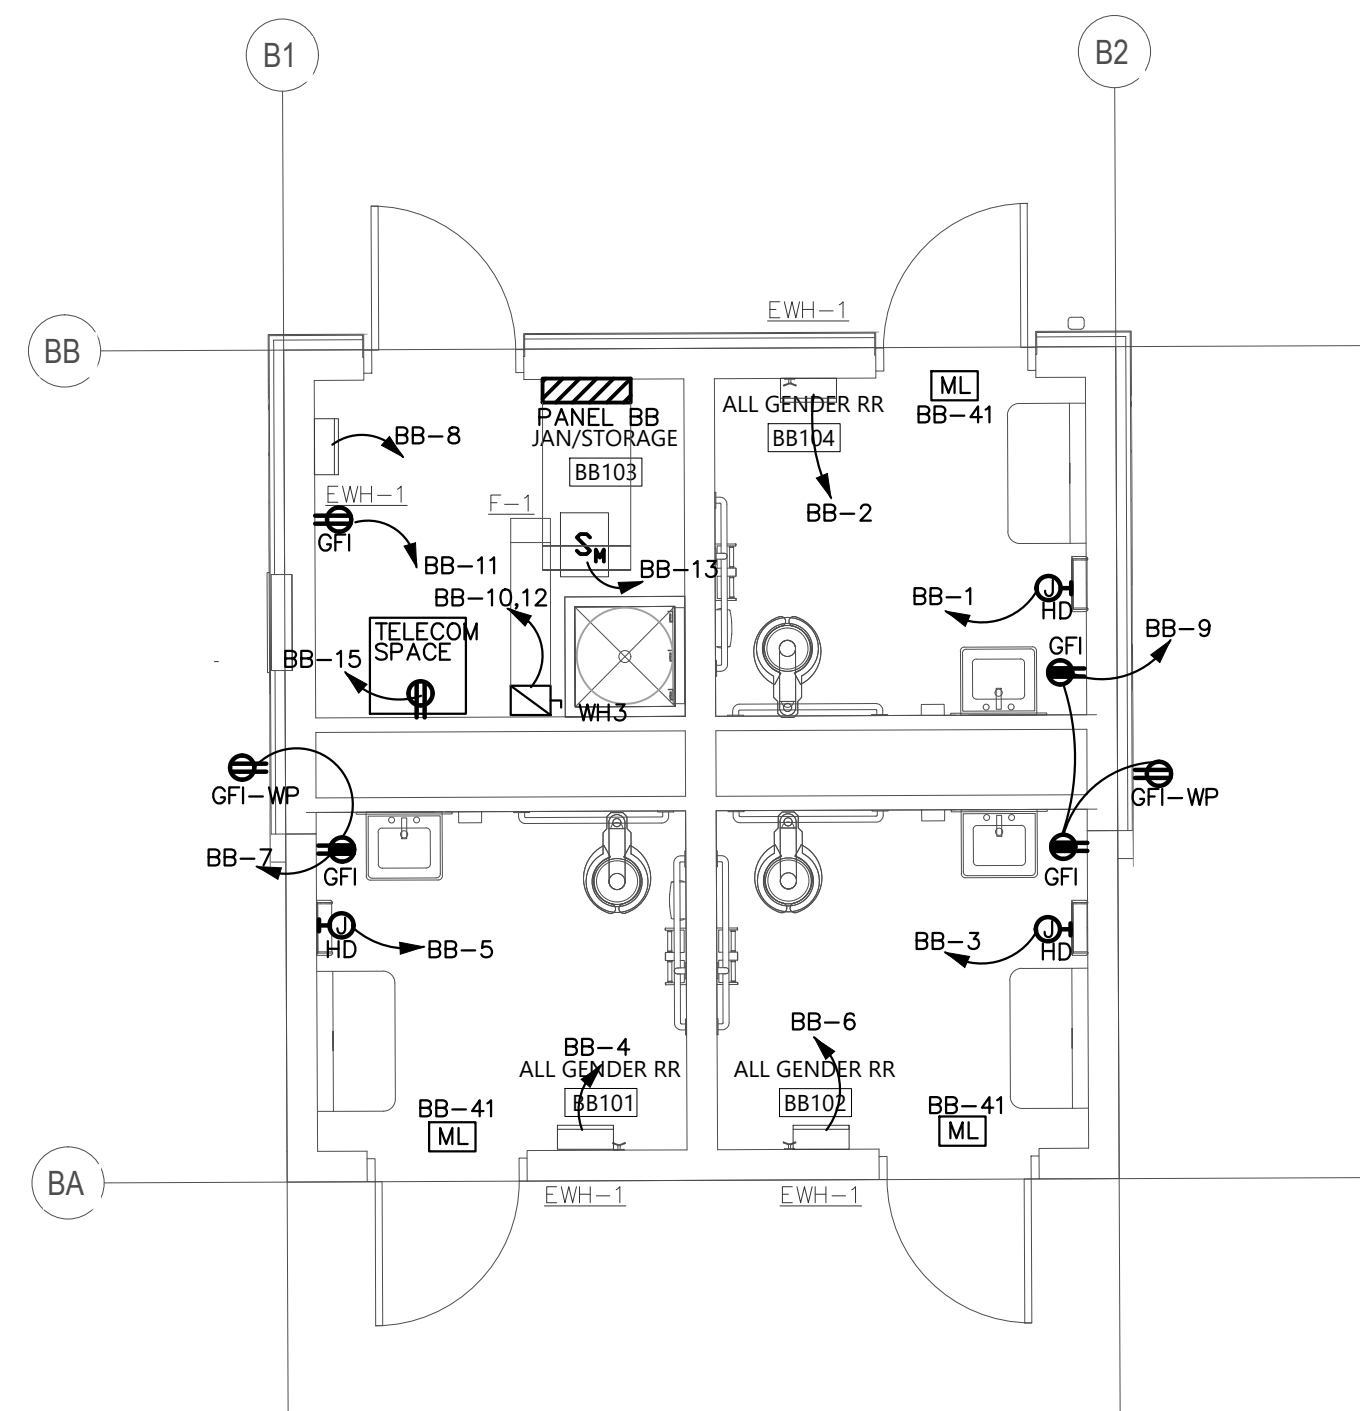 B1
B2
EWH-1
BB
ML
ALL GENDER RR
BB-41
PANEL BB
BB-8
JAN/STORAGE
BB104
BB103
EWH-1
F-1
BB-2
GFI
S M
BB-11
BB-13
BB-10,12
BB-1
J
HD
TELECOM
SPACE
BB-9
GFI
BB-15
WH3
GFI-WP
GFI-WP
BB-7
GFI
GFI
J
HD
BB-5
BB-3
J
HD
BB-6
BB-4
ALL GENDER RR
ALL GENDER RR
BB101
BB102
BB-41
BB-41
ML
ML
BA
EWH-1
EWH-1